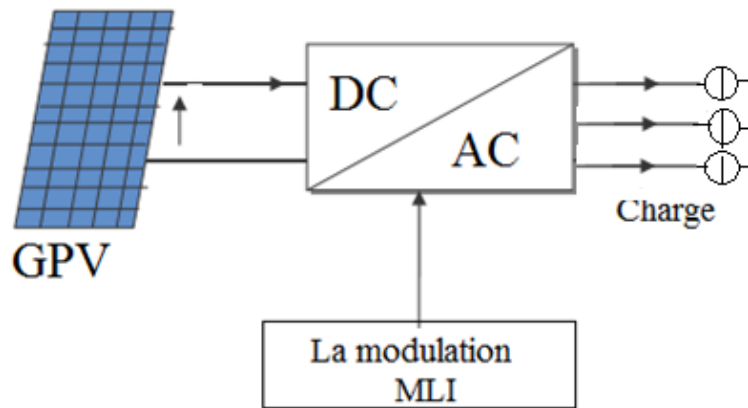 DC
AC
GPV
Charge
La modulation
MLI